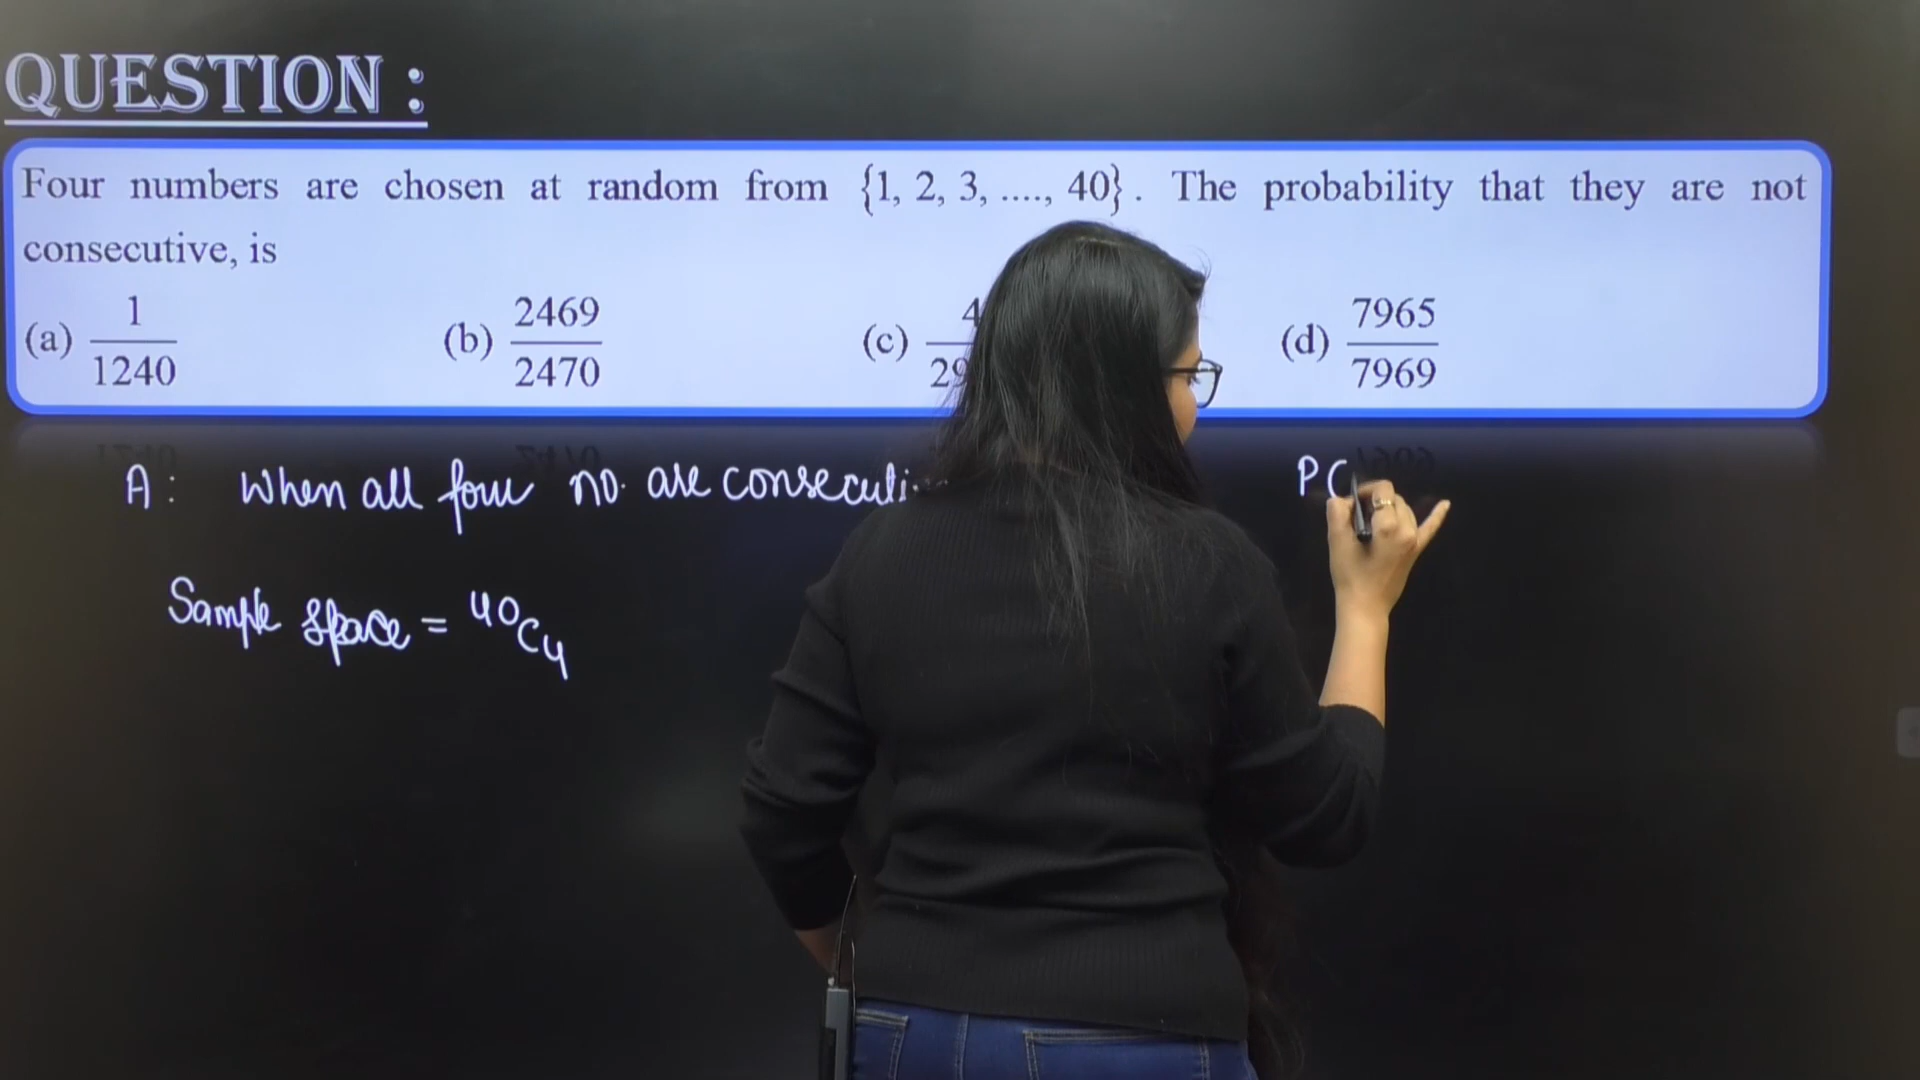 QUESTION :
Four numbers are chosen at random from {1, 2, 3, ...., 40}. The probability that they are not
consecutive, is
(a) 1/1240 (b) 2469/2470 (c) (d) 7965/7969
A: When all four no. are P(
Sample space = ⁴⁰C₄